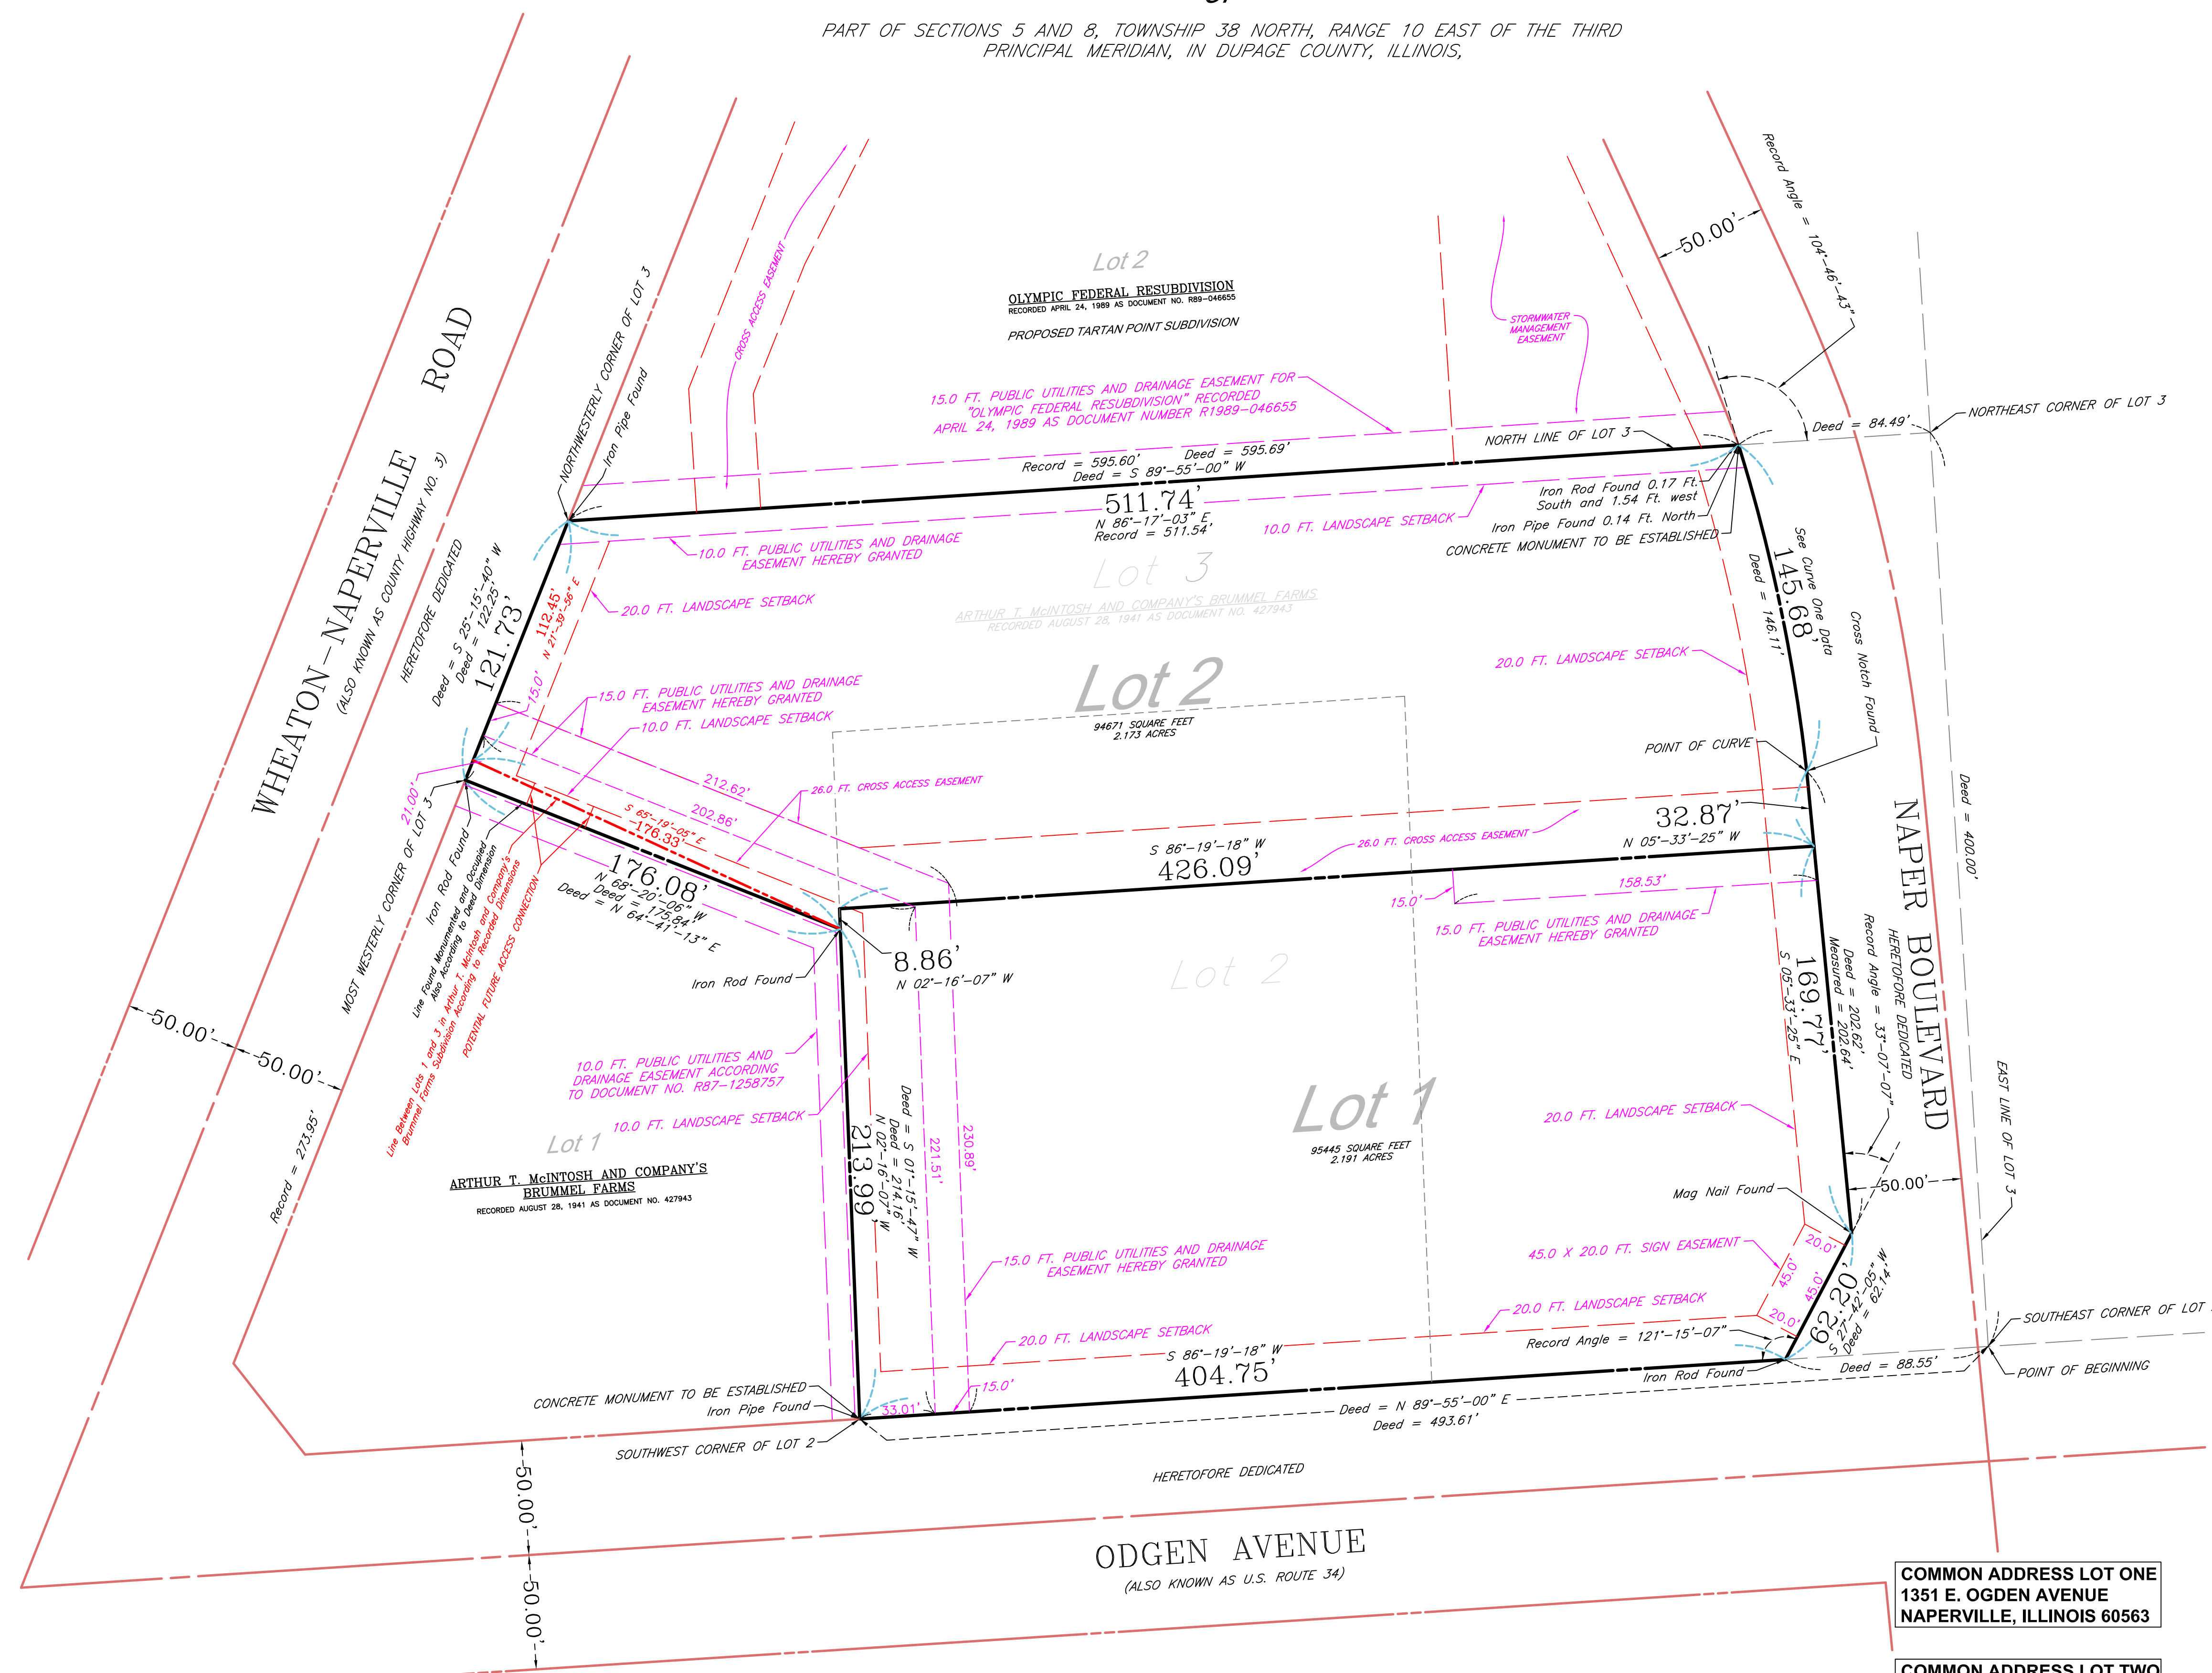 PART OF SECTIONS 5 AND 8, TOWNSHIP 38 NORTH, RANGE 10 EAST OF THE THIRD
PRINCIPAL MERIDIAN, IN DUPAGE COUNTY, ILLINOIS,
WHEATON-NAPERVILLE ROAD
(ALSO KNOWN AS COUNTY HIGHWAY NO. 3)
HERETOFORE DEDICATED
NORTHWESTERLY CORNER OF LOT 3
Iron Pipe Found
CROSS ACCESS EASEMENT
Lot 2
OLYMPIC FEDERAL RESUBDIVISION
RECORDED APRIL 24, 1989 AS DOCUMENT NO. R89-046655
PROPOSED TARTAN POINT SUBDIVISION
STORMWATER
MANAGEMENT
EASEMENT
50.00'
Record Angle = 104°-46'-43"
15.0 FT. PUBLIC UTILITIES AND DRAINAGE EASEMENT FOR
"OLYMPIC FEDERAL RESUBDIVISION" RECORDED
APRIL 24, 1989 AS DOCUMENT NUMBER R1989-046655
NORTH LINE OF LOT 3
Deed = 84.49'
NORTHEAST CORNER OF LOT 3
Record = 595.60' Deed = 595.69'
Deed = S 89°-55'-00" W
511.74'
N 86°-17'-03" E
Record = 511.54'
10.0 FT. LANDSCAPE SETBACK
Iron Rod Found 0.17 Ft.
South and 1.54 Ft. west
Iron Pipe Found 0.14 Ft. North
CONCRETE MONUMENT TO BE ESTABLISHED
10.0 FT. PUBLIC UTILITIES AND DRAINAGE
EASEMENT HEREBY GRANTED
20.0 FT. LANDSCAPE SETBACK
Lot 3
ARTHUR T. McINTOSH AND COMPANY'S BRUMMEL FARMS
RECORDED AUGUST 28, 1941 AS DOCUMENT NO. 427943
Deed = S 25°-15'-40" W
Deed = 122.25'
121.73'
112.45'
N 21°-39'-56" E
15.0'
See Curve One Data
145.68'
Deed = 146.11'
Cross Notch Found
20.0 FT. LANDSCAPE SETBACK
15.0 FT. PUBLIC UTILITIES AND DRAINAGE
EASEMENT HEREBY GRANTED
10.0 FT. LANDSCAPE SETBACK
Lot 2
94671 SQUARE FEET
2.173 ACRES
POINT OF CURVE
212.62'
202.86'
26.0 FT. CROSS ACCESS EASEMENT
21.00'
MOST WESTERLY CORNER OF LOT 3
S 65°-19'-05" E
176.33'
176.08'
N 68°-20'-06" W
Deed = 175.84'
Deed = N 64°-41'-13" E
Iron Rod Found
Line Found Monumented and Occupied
Also According to Deed Dimension
Line Between Lots 1 and 3 in Arthur T. McIntosh and Company's
Brummel Farms Subdivision According to Recorded Dimensions
POTENTIAL FUTURE ACCESS CONNECTION
S 86°-19'-18" W
426.09'
26.0 FT. CROSS ACCESS EASEMENT
32.87'
N 05°-33'-25" W
NAPER BOULEVARD
Deed = 400.00'
15.0'
158.53'
15.0 FT. PUBLIC UTILITIES AND DRAINAGE
EASEMENT HEREBY GRANTED
8.86'
N 02°-16'-07" W
Iron Rod Found
Lot 2
HERETOFORE DEDICATED
Record Angle = 33°-07'-07"
Deed = 202.62'
Measured = 202.64'
169.77'
S 05°-33'-25" E
50.00'
50.00'
Record = 273.95'
10.0 FT. PUBLIC UTILITIES AND
DRAINAGE EASEMENT ACCORDING
TO DOCUMENT NO. R87-1258757
10.0 FT. LANDSCAPE SETBACK
Lot 1
ARTHUR T. McINTOSH AND COMPANY'S
BRUMMEL FARMS
RECORDED AUGUST 28, 1941 AS DOCUMENT NO. 427943
Deed = S 01°-15'-47" W
Deed = 214.16'
N 02°-16'-07" W
213.99'
221.51'
230.89'
Lot 1
95445 SQUARE FEET
2.191 ACRES
20.0 FT. LANDSCAPE SETBACK
EAST LINE OF LOT 3
Mag Nail Found
50.00'
45.0 X 20.0 FT. SIGN EASEMENT
20.0'
45.0'
45.0'
20.0'
62.20'
S 27°-42'-05" W
Deed = 62.14'
15.0 FT. PUBLIC UTILITIES AND DRAINAGE
EASEMENT HEREBY GRANTED
20.0 FT. LANDSCAPE SETBACK
20.0 FT. LANDSCAPE SETBACK
Record Angle = 121°-15'-07"
SOUTHEAST CORNER OF LOT
S 86°-19'-18" W
404.75'
Deed = 88.55'
POINT OF BEGINNING
Iron Rod Found
CONCRETE MONUMENT TO BE ESTABLISHED
Iron Pipe Found
SOUTHWEST CORNER OF LOT 2
33.01'
15.0'
Deed = N 89°-55'-00" E
Deed = 493.61'
HERETOFORE DEDICATED
50.00'
50.00'
ODGEN AVENUE
(ALSO KNOWN AS U.S. ROUTE 34)
COMMON ADDRESS LOT ONE
1351 E. OGDEN AVENUE
NAPERVILLE, ILLINOIS 60563
COMMON ADDRESS LOT TWO